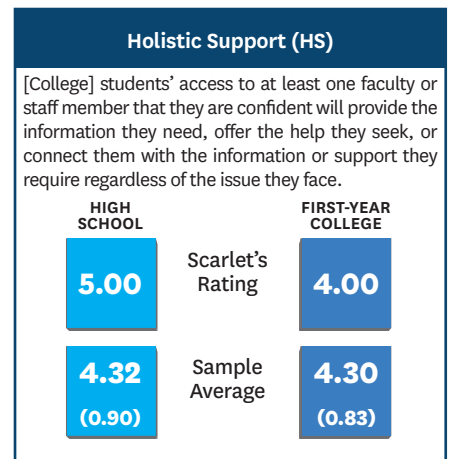 Holistic Support (HS)
[College] students’ access to at least one faculty or
staff member that they are confident will provide the
information they need, offer the help they seek, or
connect them with the information or support they
require regardless of the issue they face.
HIGH
SCHOOL
FIRST-YEAR
COLLEGE
5.00
Scarlet’s
Rating
4.00
4.32
(0.90)
Sample
Average
4.30
(0.83)